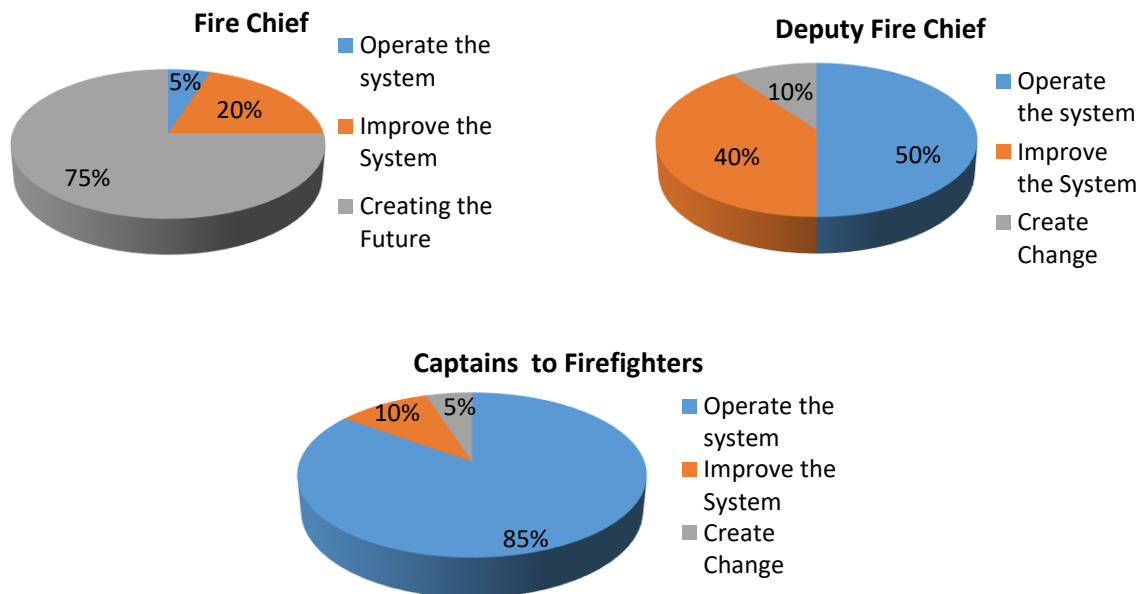 Fire Chief
5%
20%
75%
Operate the
system
Improve the
System
Creating the
Future
Deputy Fire Chief
10%
40%
50%
Operate
the system
Improve
the System
Create
Change
Captains  to Firefighters
10%
5%
85%
Operate the
system
Improve the
System
Create
Change